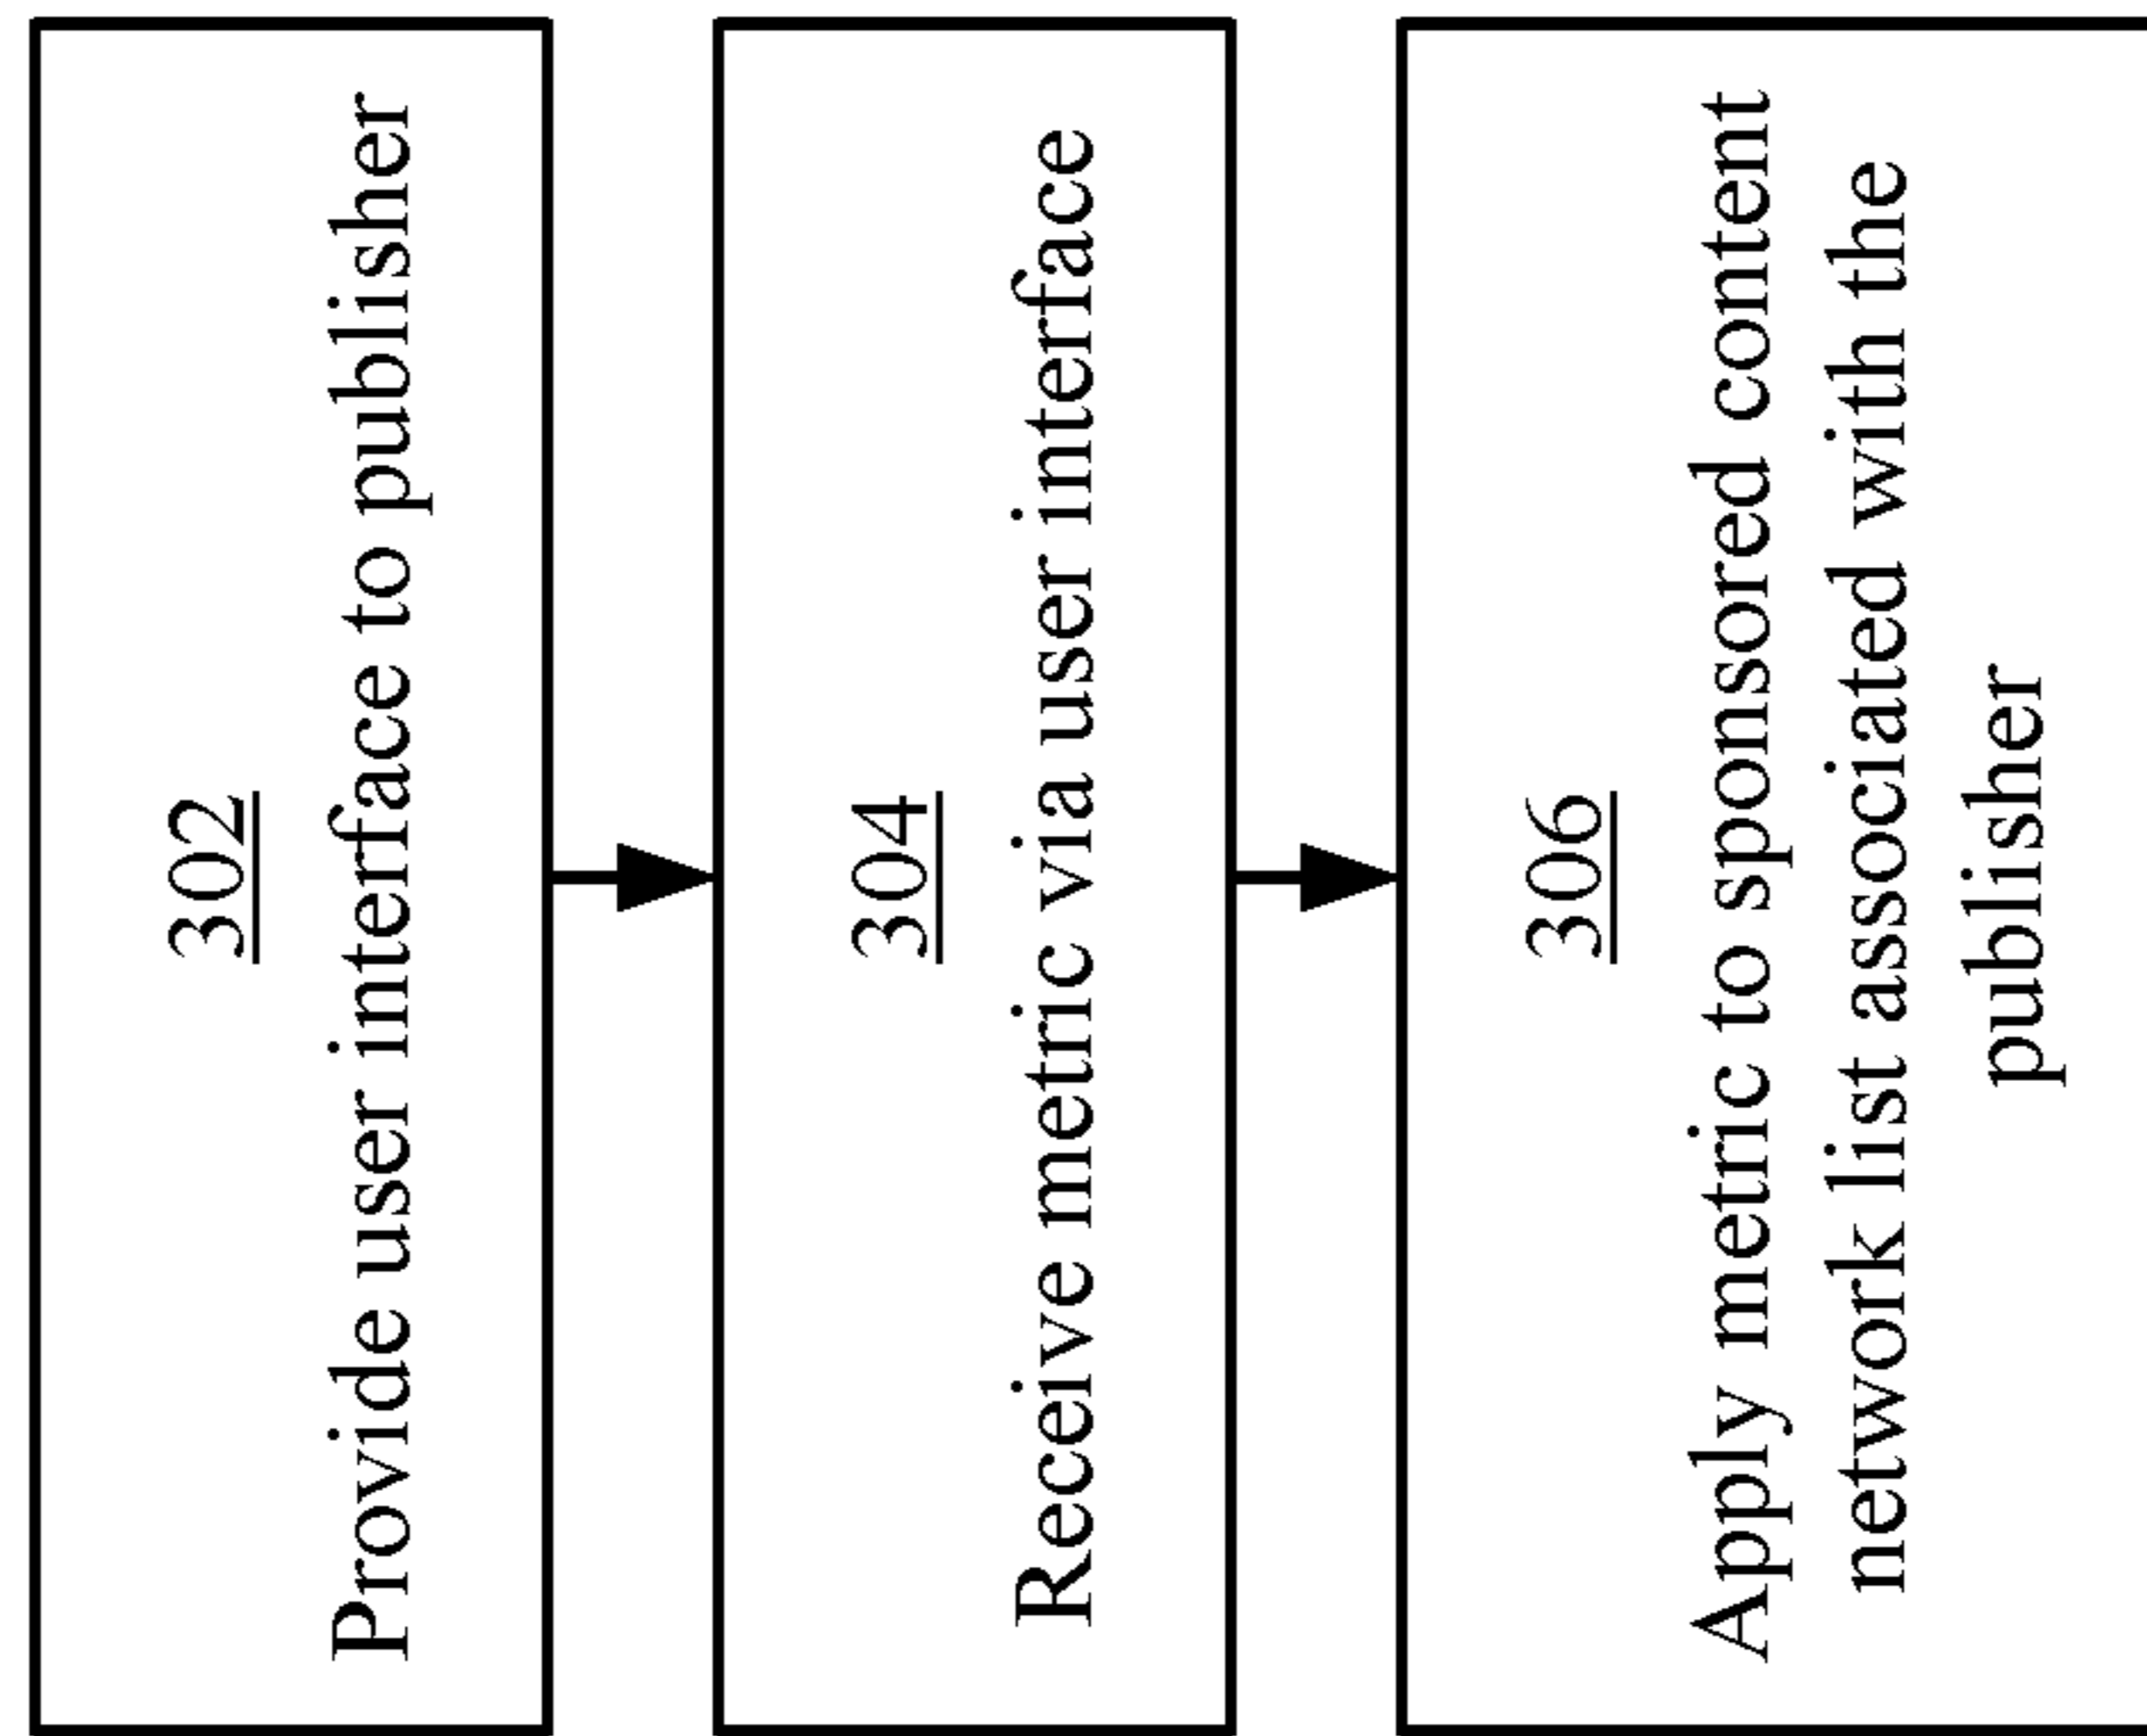 302
Provide user interface to publisher
304
Receive metric via user interface
306
Apply metric to sponsored content
network list associated with the
publisher